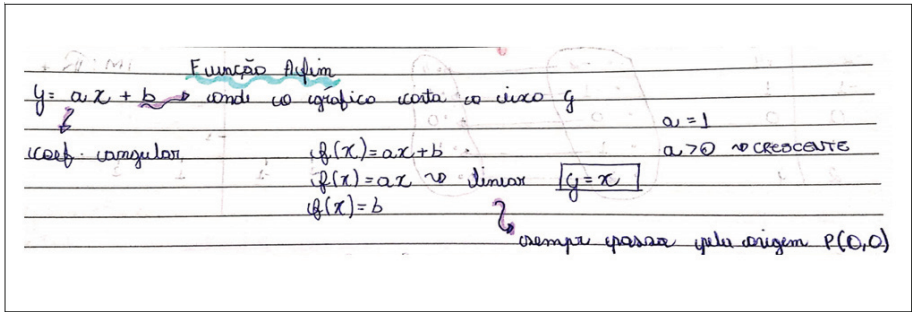 Função Afim
y = ax + b → onde o gráfico corta o eixo y
a = 1
coef. angular
f(x) = ax + b
a > 0 → CRESCENTE
f(x) = ax → linear
y = x
f(x) = b
sempre passa pela origem P(0,0)